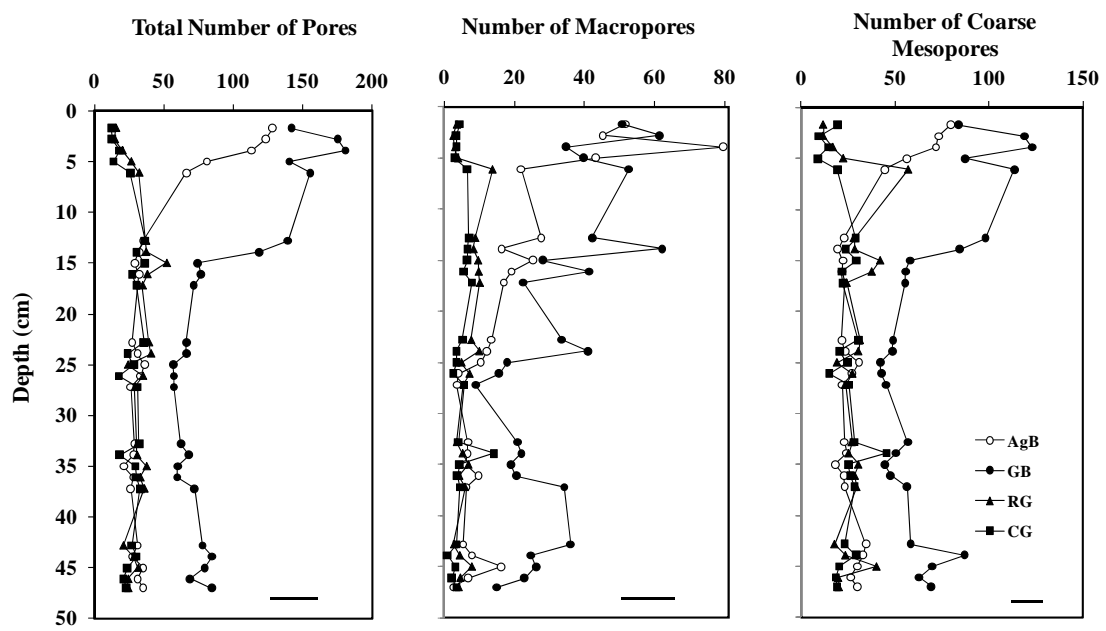 Total Number of Pores
Number of Macropores
Number of Coarse
Mesopores
0 50 100 150 200
0 20 40 60 80
0 50 100 150
Depth (cm)
0
5
10
15
20
25
30
35
40
45
50
AgB
GB
RG
CG